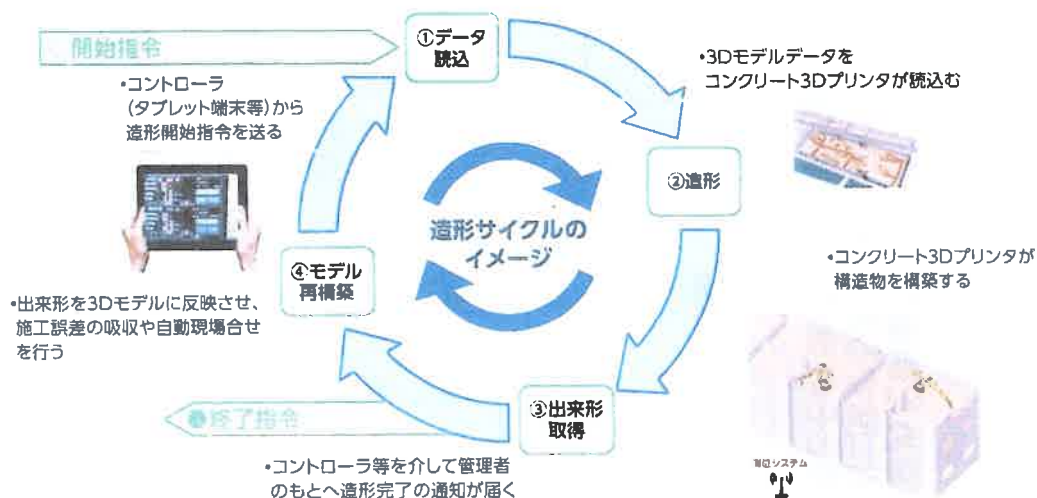 開始指令
①データ
読込
•コントローラ
(タブレット端末等)から
造形開始指令を送る
•3Dモデルデータを
コンクリート3Dプリンタが読込む
②造形
造形サイクルの
イメージ
•コンクリート3Dプリンタが
構造物を構築する
④モデル
再構築
•出来形を3Dモデルに反映させ、
施工誤差の吸収や自動現場合せ
を行う
③出来形
取得
終了指令
•コントローラ等を介して管理者
のもとへ造形完了の通知が届く
システム